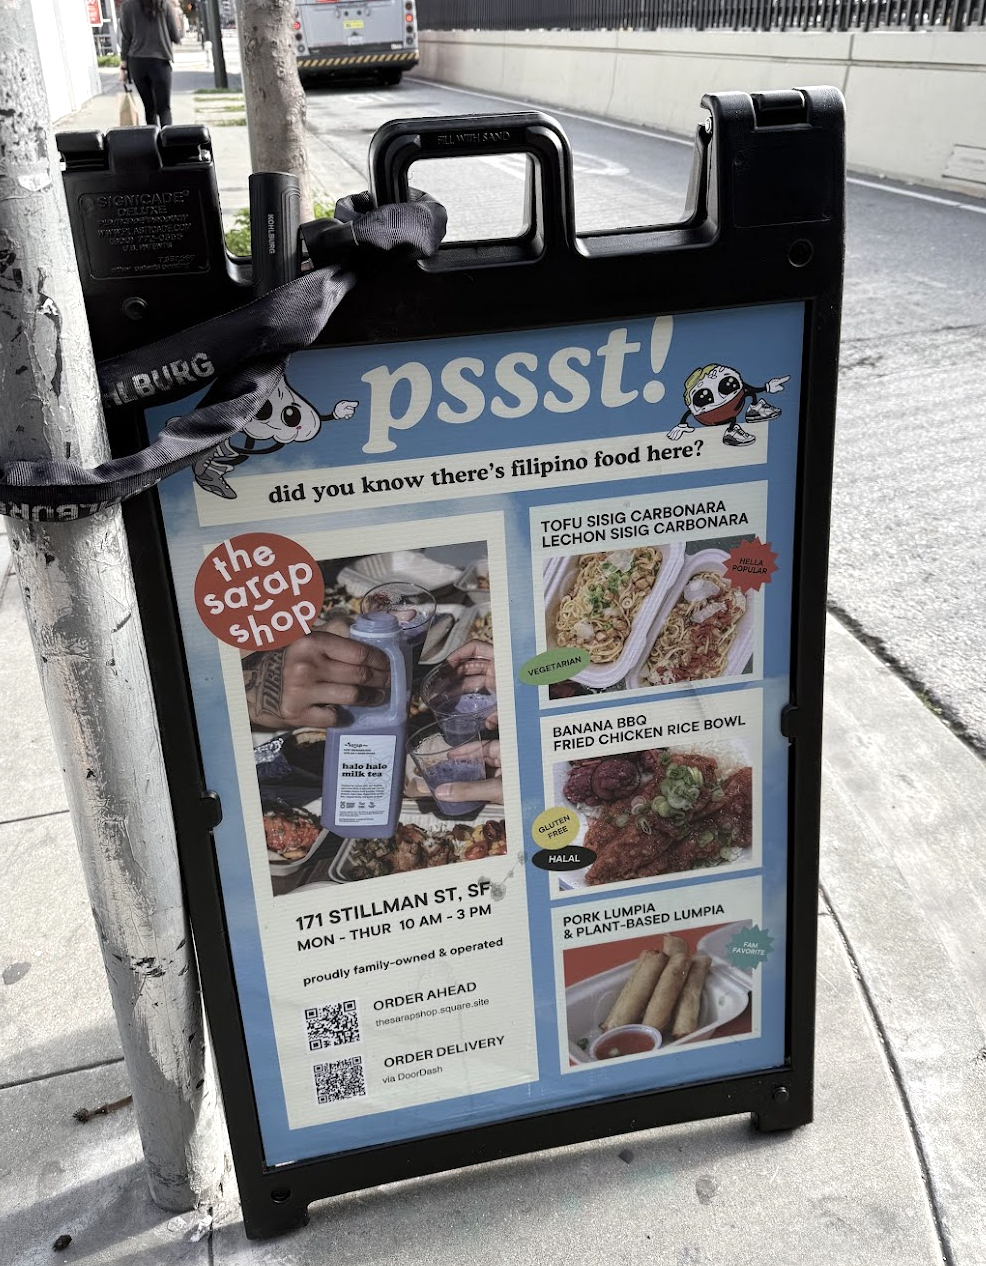 FILL WITH SAND
SIGNICADE
DELUXE
KOHLBURG
HLBURG
pssst!
did you know there's filipino food here?
the
sarap
shop
halo halo
milk tea
171 STILLMAN ST, SF
MON - THUR 10 AM - 3 PM
proudly family-owned & operated
ORDER AHEAD
thesarapshop.square.site
ORDER DELIVERY
via DoorDash
TOFU SISIG CARBONARA
LECHON SISIG CARBONARA
HELLA
POPULAR
VEGETARIAN
BANANA BBQ
FRIED CHICKEN RICE BOWL
GLUTEN
FREE
HALAL
PORK LUMPIA
& PLANT-BASED LUMPIA
FAM
FAVORITE